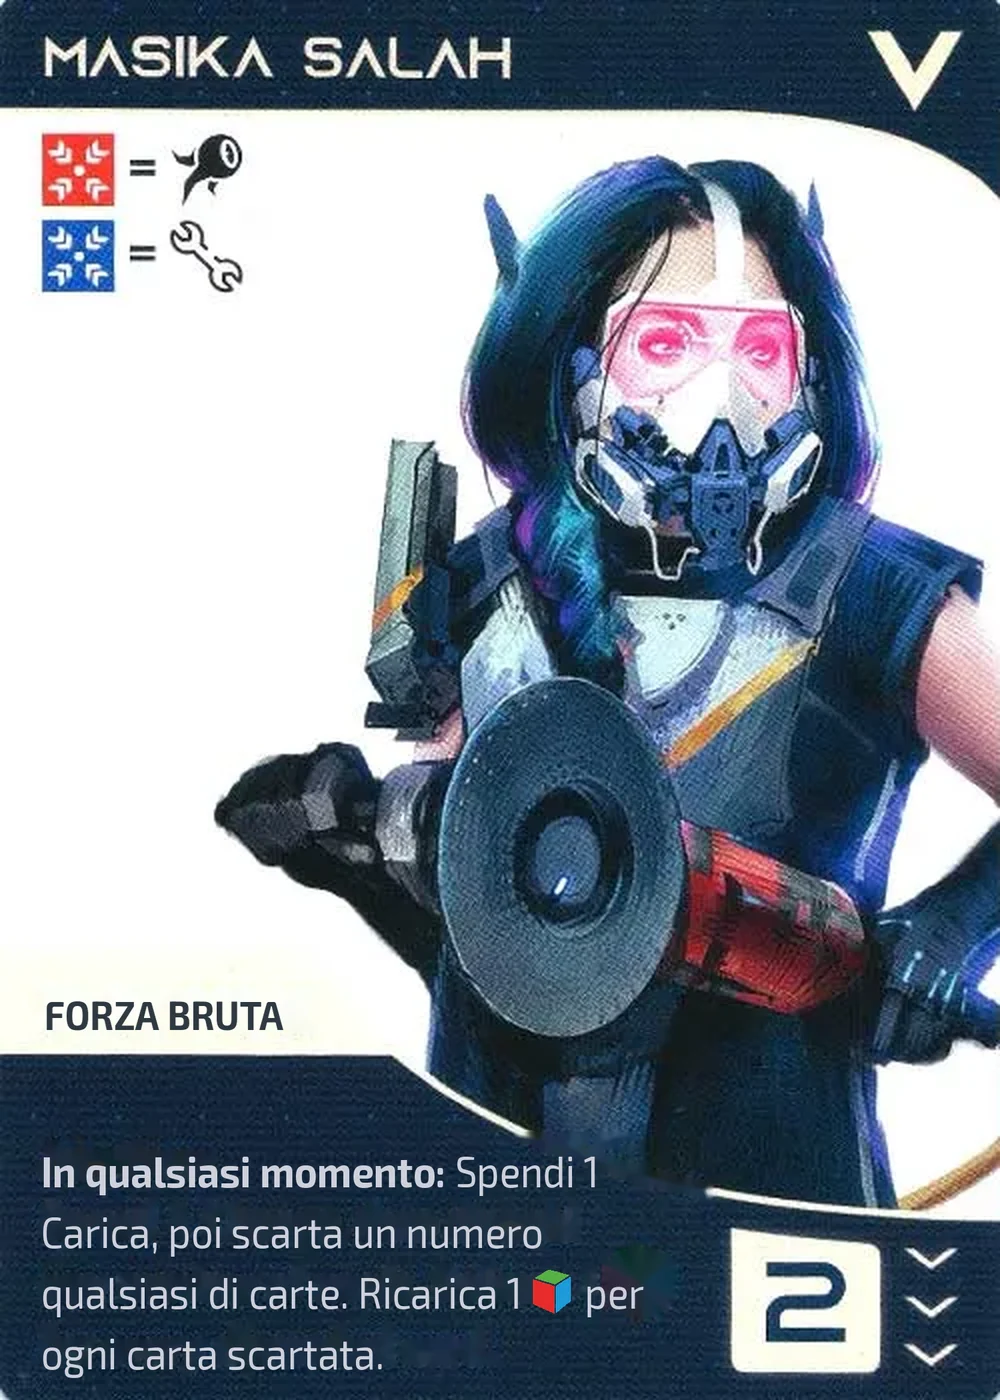 MASIKA SALAH
=
=
FORZA BRUTA
In qualsiasi momento: Spendi 1
Carica, poi scarta un numero
qualsiasi di carte. Ricarica 1 per
ogni carta scartata.
2